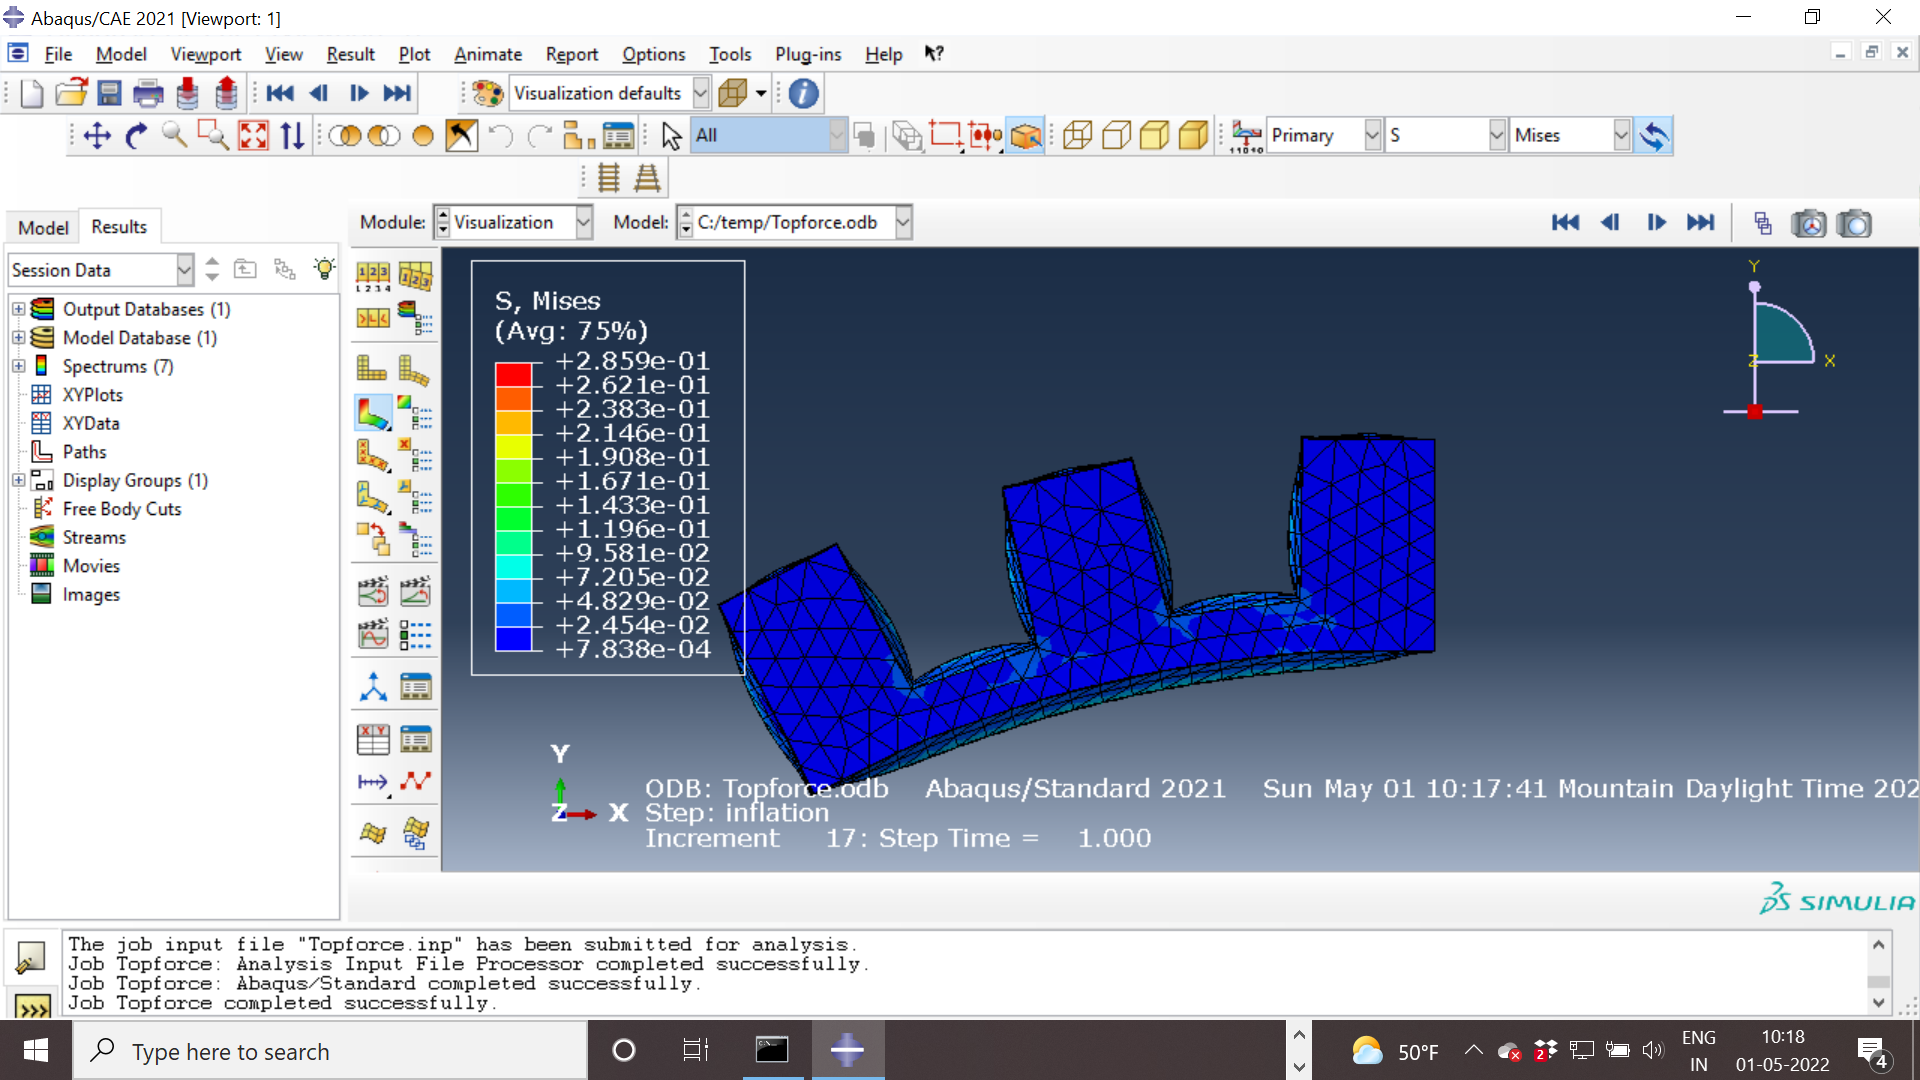 Abaqus/CAE 2021 [Viewport: 1]
File Model Viewport View Result Plot Animate Report Options Tools Plug-ins Help
Visualization defaults
All
Primary S Mises
Model Results
Module: Visualization Model: C:/temp/Topforce.odb
Session Data
Output Databases (1)
Model Database (1)
Spectrums (7)
XYPlots
XYData
Paths
Display Groups (1)
Free Body Cuts
Streams
Movies
Images
S, Mises
(Avg: 75%)
+2.859e-01
+2.621e-01
+2.383e-01
+2.146e-01
+1.908e-01
+1.671e-01
+1.433e-01
+1.196e-01
+9.581e-02
+7.205e-02
+4.829e-02
+2.454e-02
+7.838e-04
Y
Z X
Y
Z X
ODB: Topforce.odb Abaqus/Standard 2021 Sun May 01 10:17:41 Mountain Daylight Time 202
Step: inflation
Increment 17: Step Time = 1.000
SIMULIA
The job input file "Topforce.inp" has been submitted for analysis.
Job Topforce: Analysis Input File Processor completed successfully.
Job Topforce: Abaqus/Standard completed successfully.
Job Topforce completed successfully.
>>>
Type here to search
50°F
2
ENG
IN
10:18
01-05-2022
4